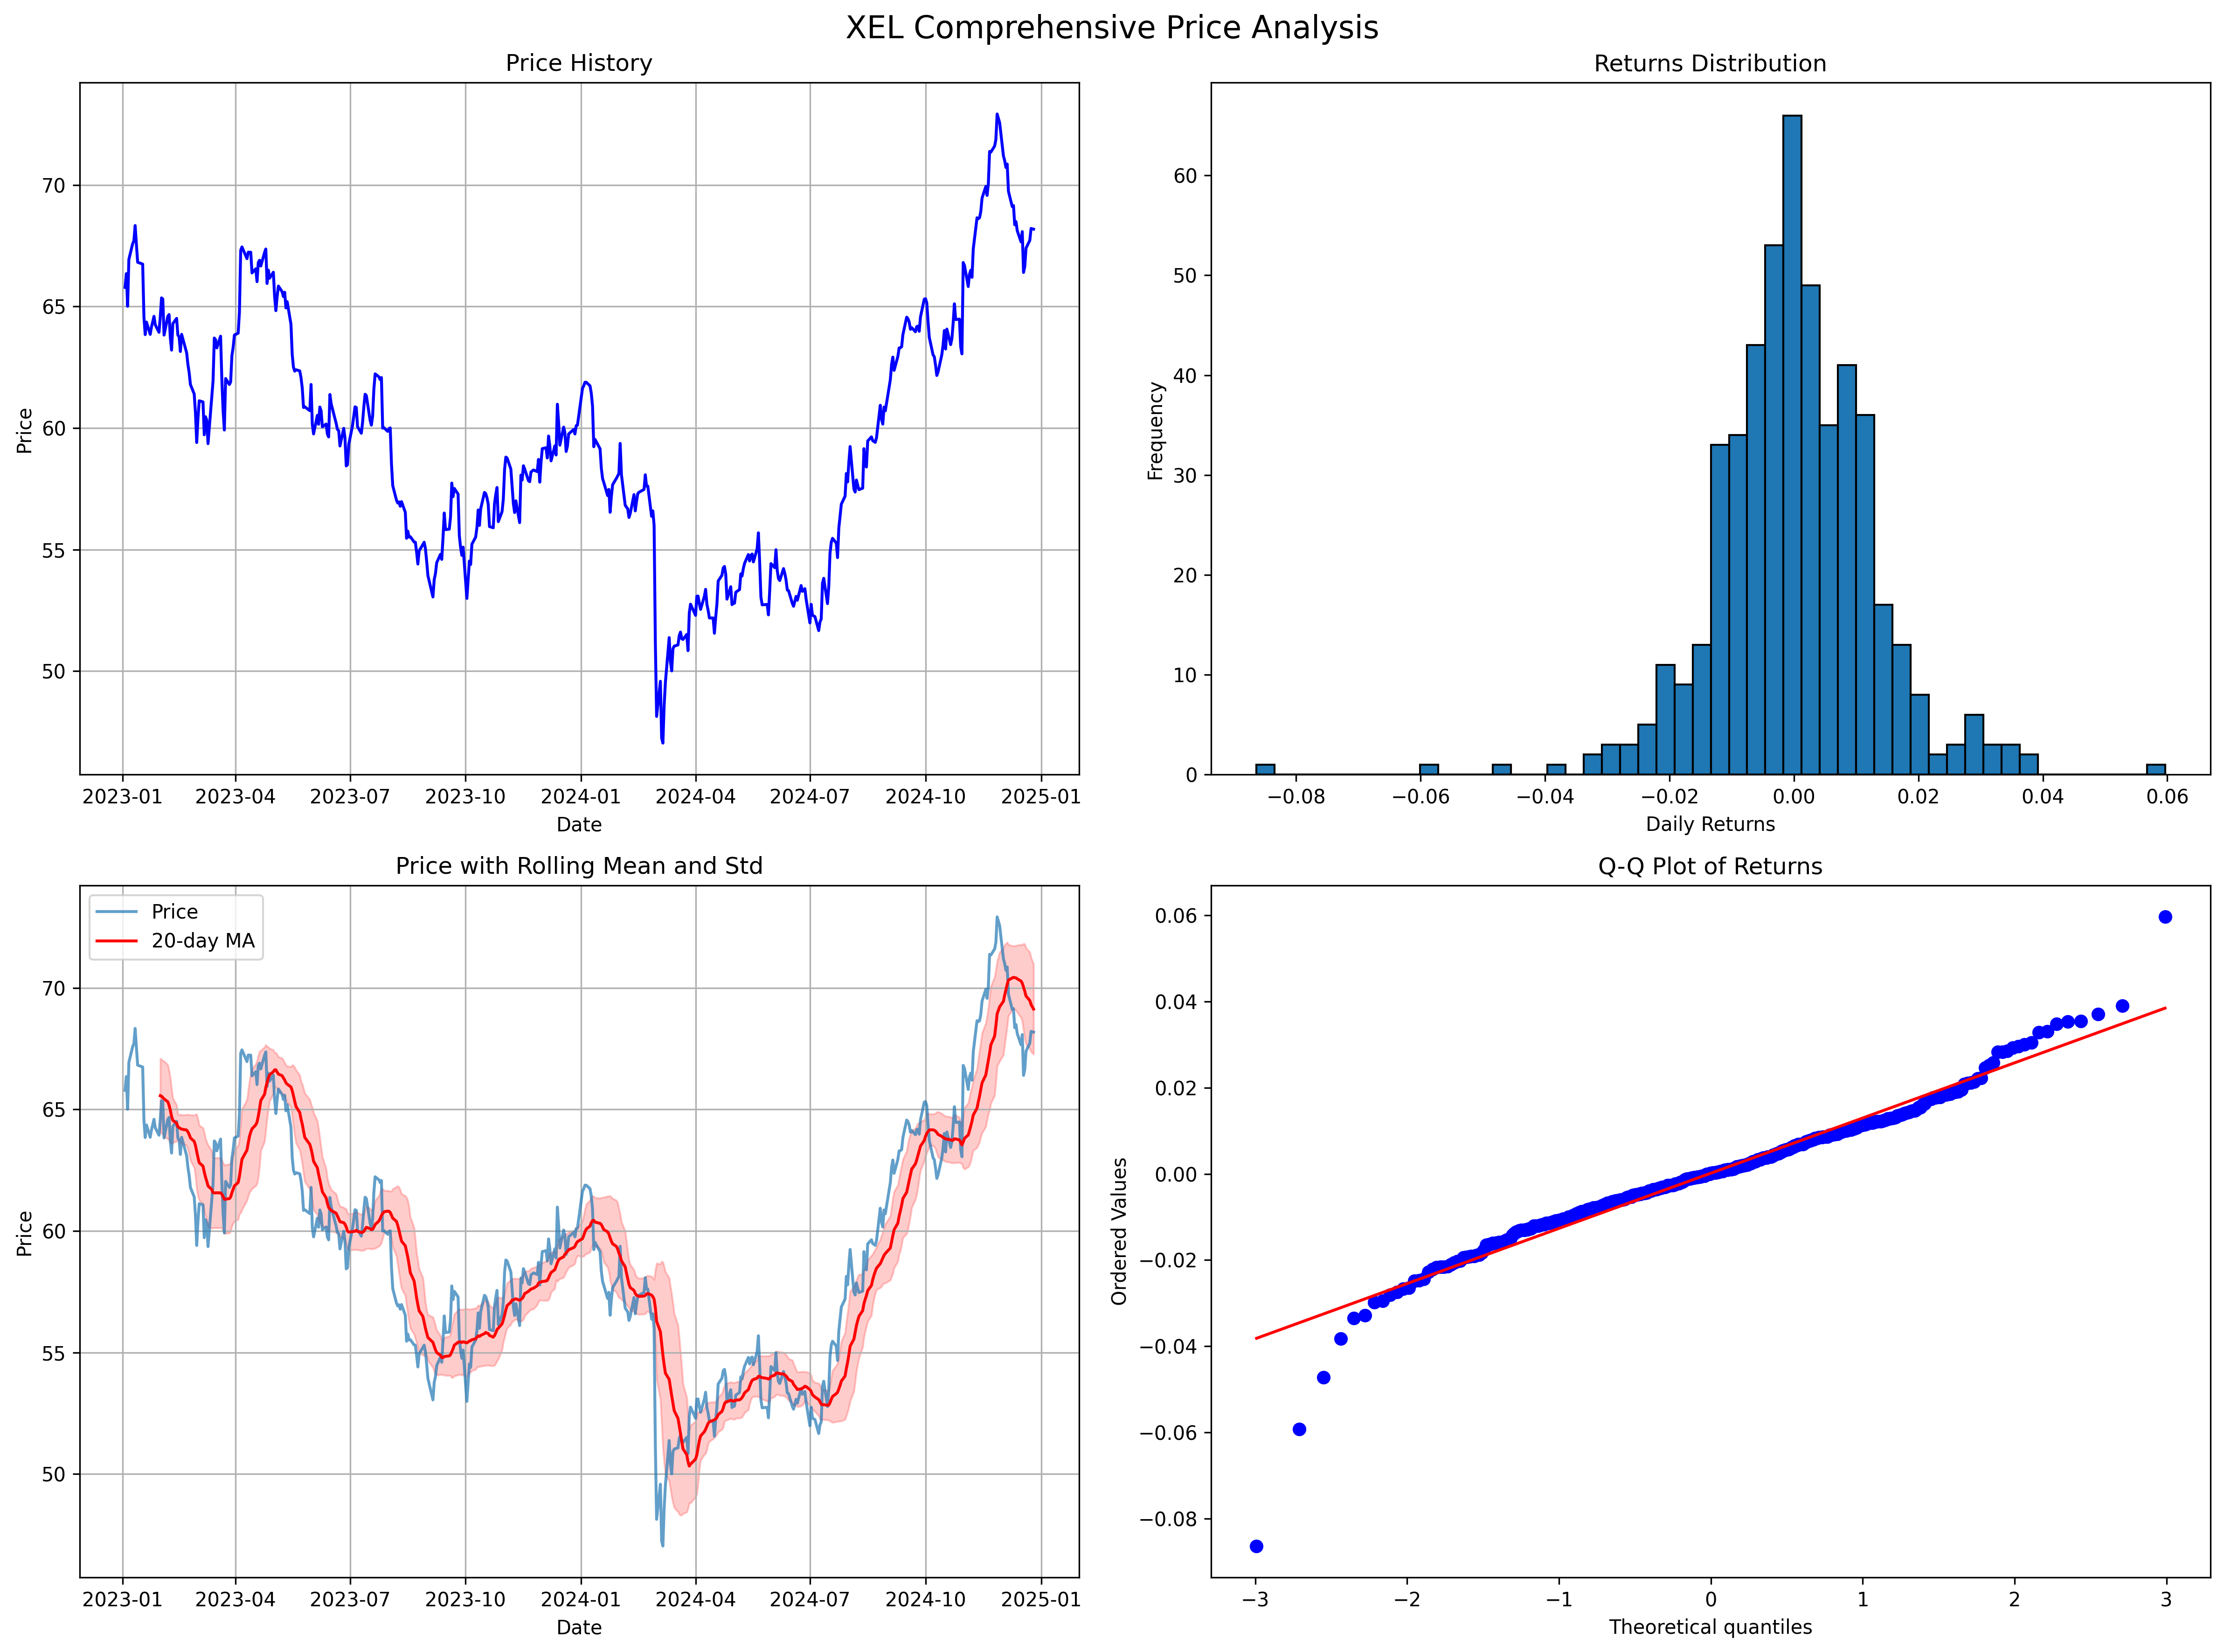 XEL Comprehensive Price Analysis
Price History
Price
70
65
60
55
50
2023-01 2023-04 2023-07 2023-10 2024-01 2024-04 2024-07 2024-10 2025-01
Date
Returns Distribution
Frequency
60
50
40
30
20
10
0
−0.08 −0.06 −0.04 −0.02 0.00 0.02 0.04 0.06
Daily Returns
Price with Rolling Mean and Std
Price
20-day MA
Price
70
65
60
55
50
2023-01 2023-04 2023-07 2023-10 2024-01 2024-04 2024-07 2024-10 2025-01
Date
Q-Q Plot of Returns
Ordered Values
0.06
0.04
0.02
0.00
−0.02
−0.04
−0.06
−0.08
−3 −2 −1 0 1 2 3
Theoretical quantiles